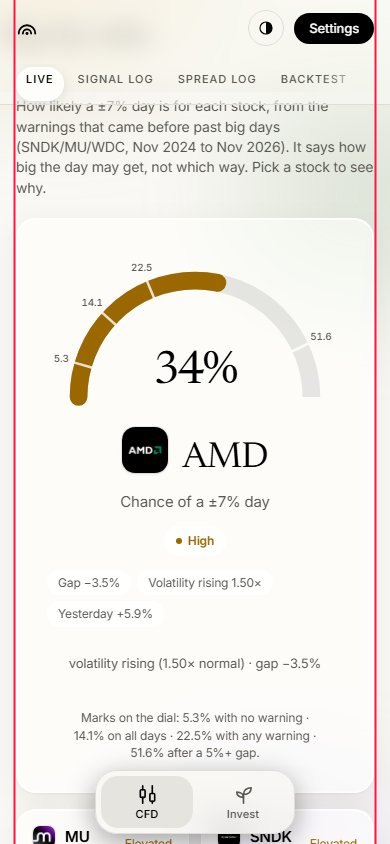 Settings
LIVE
SIGNAL LOG
SPREAD LOG
BACKTEST
How likely a ±7% day is for each stock, from the
warnings that came before past big days
(SNDK/MU/WDC, Nov 2024 to Nov 2026). It says how
big the day may get, not which way. Pick a stock to see
why.
22.5
14.1
5.3
51.6
34%
AMD
AMD
Chance of a ±7% day
High
Gap −3.5%
Volatility rising 1.50×
Yesterday +5.9%
volatility rising (1.50× normal) · gap −3.5%
Marks on the dial: 5.3% with no warning ·
14.1% on all days · 22.5% with any warning ·
51.6% after a 5%+ gap.
CFD
Invest
MU
Elevated
SNDK
Elevated